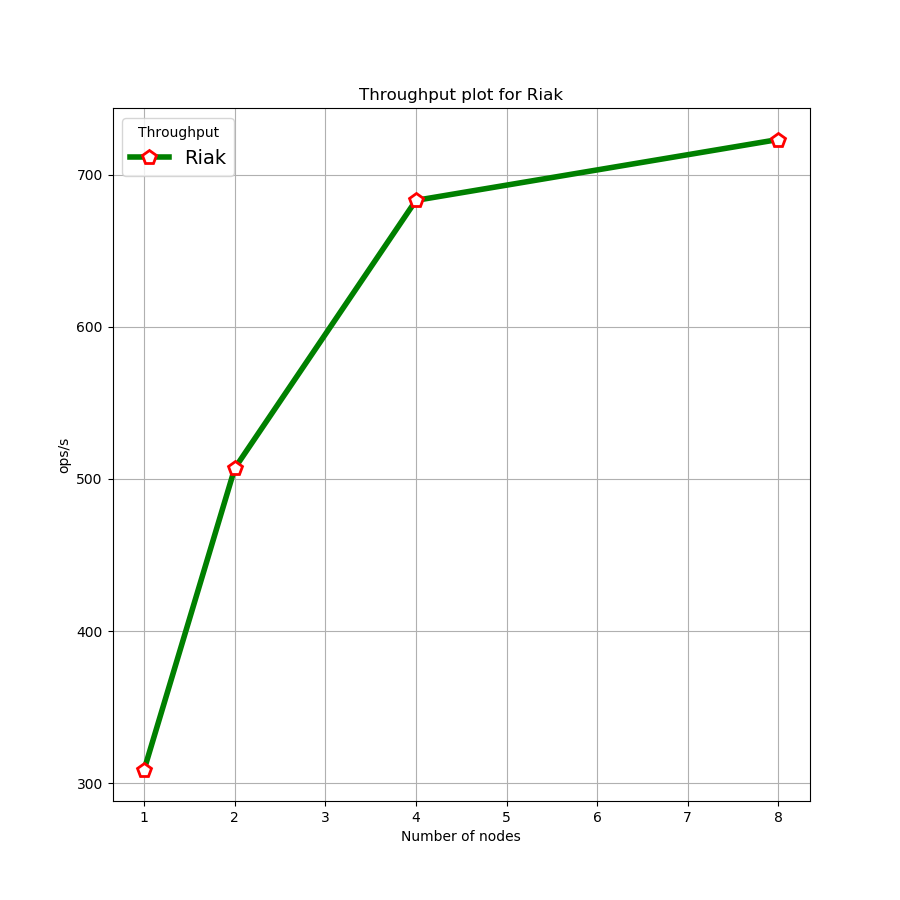 Throughput plot for Riak
Throughput
Riak
700
600
500
400
300
ops/s
1 2 3 4 5 6 7 8
Number of nodes